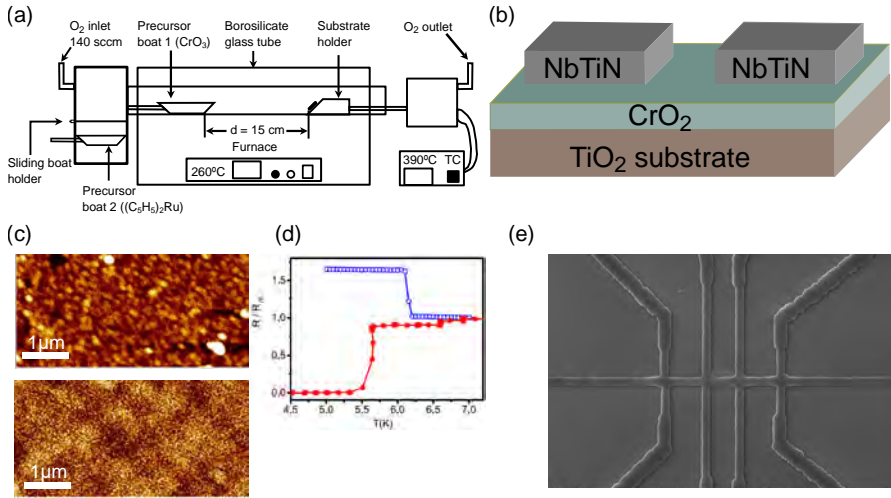 (a)
O₂ inlet
140 sccm
Precursor
boat 1 (CrO₃)
Borosilicate
glass tube
Substrate
holder
O₂ outlet
d = 15 cm
Furnace
260ºC
390ºC TC
Sliding boat
holder
Precursor
boat 2 ((C₅H₅)₂Ru)
(b)
NbTiN
NbTiN
CrO₂
TiO₂ substrate
(c)
1μm
1μm
(d)
1,5
1,0
0,5
0,0
4,5
5,0
5,5
6,0
6,5
7,0
T(K)
(e)